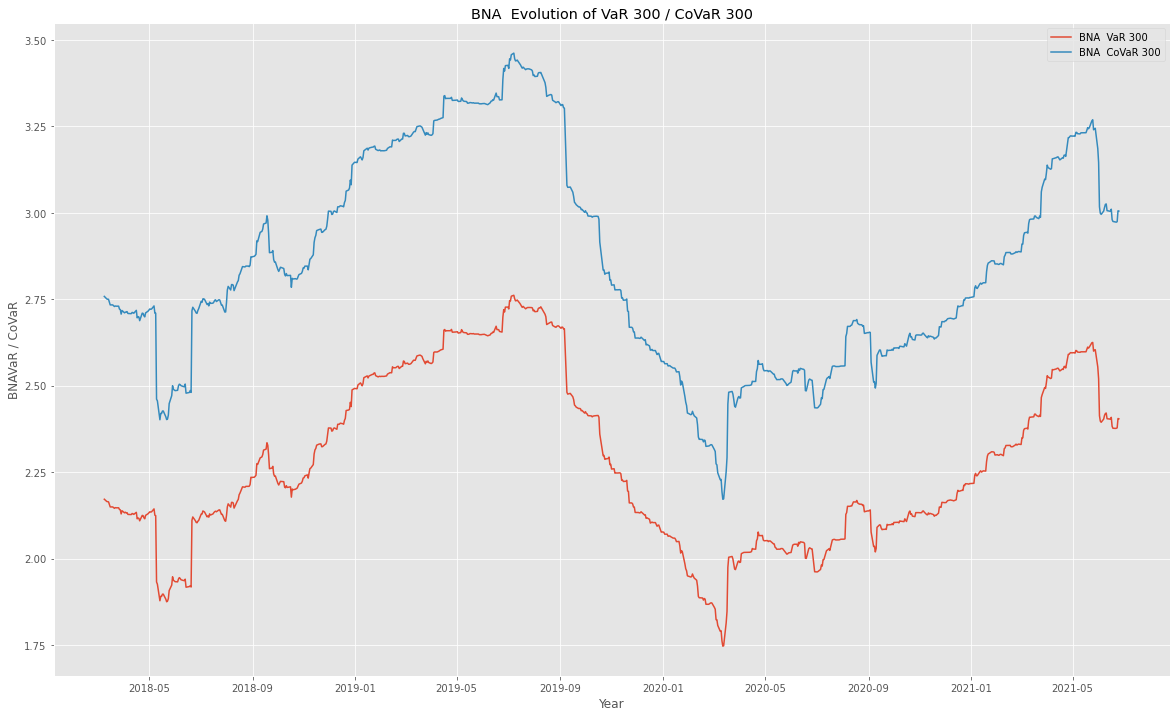 BNA  Evolution of VaR 300 / CoVaR 300
BNA  VaR 300
BNA  CoVaR 300
3.50
3.25
3.00
2.75
2.50
2.25
2.00
1.75
BNAVaR / CoVaR
2018-05 2018-09 2019-01 2019-05 2019-09 2020-01 2020-05 2020-09 2021-01 2021-05
Year